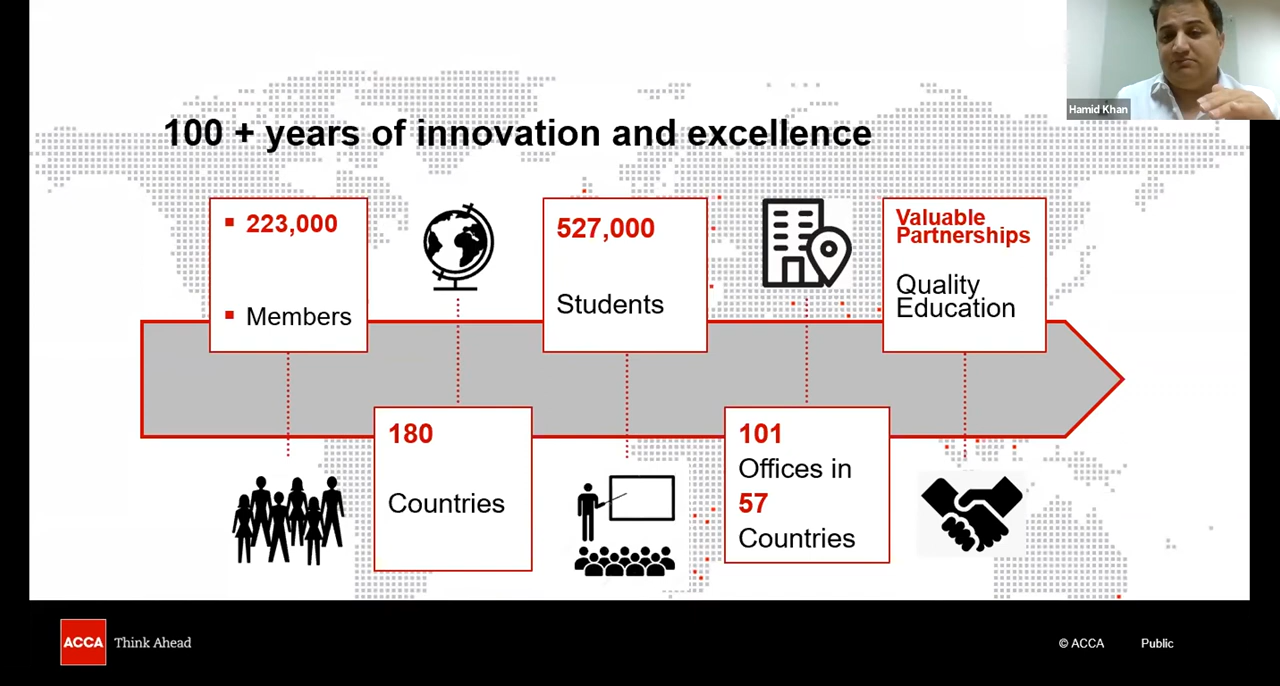 Hamid Khan
100 + years of innovation and excellence
▪ 223,000
▪ Members
180
Countries
527,000
Students
101
Offices in
57
Countries
Valuable
Partnerships
Quality
Education
ACCA Think Ahead
© ACCA Public